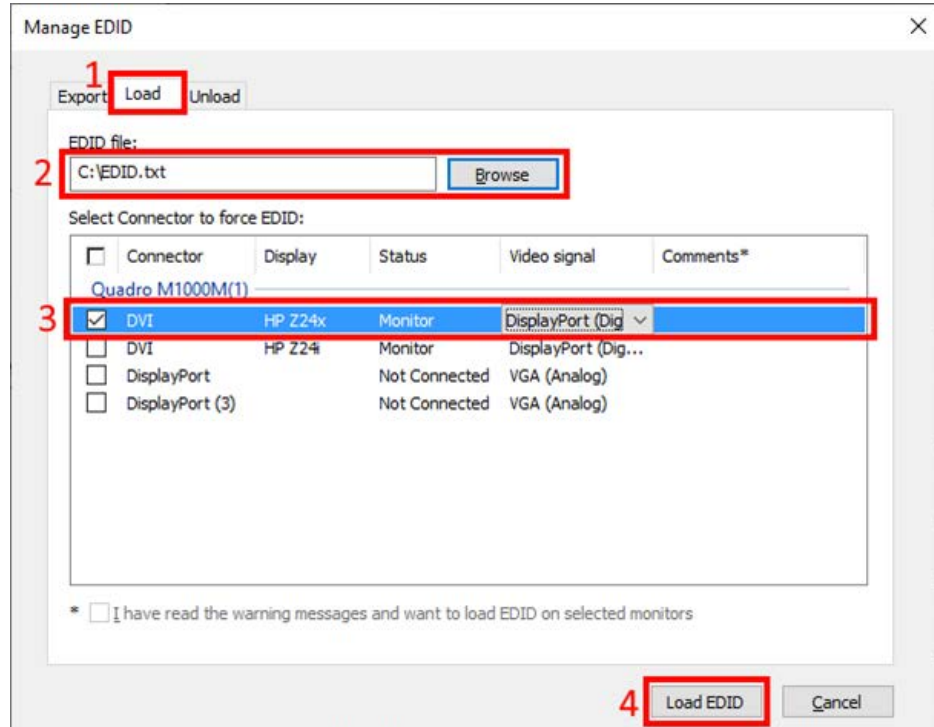 Manage EDID
1
Export Load Unload
EDID file:
2 C:\EDID.txt Browse
Select Connector to force EDID:
Connector Display Status Video signal Comments*
Quadro M1000M(1)
3 DVI HP Z24x Monitor DisplayPort (Dig
DVI HP Z24i Monitor DisplayPort (Dig...
DisplayPort Not Connected VGA (Analog)
DisplayPort (3) Not Connected VGA (Analog)
* I have read the warning messages and want to load EDID on selected monitors
4 Load EDID Cancel